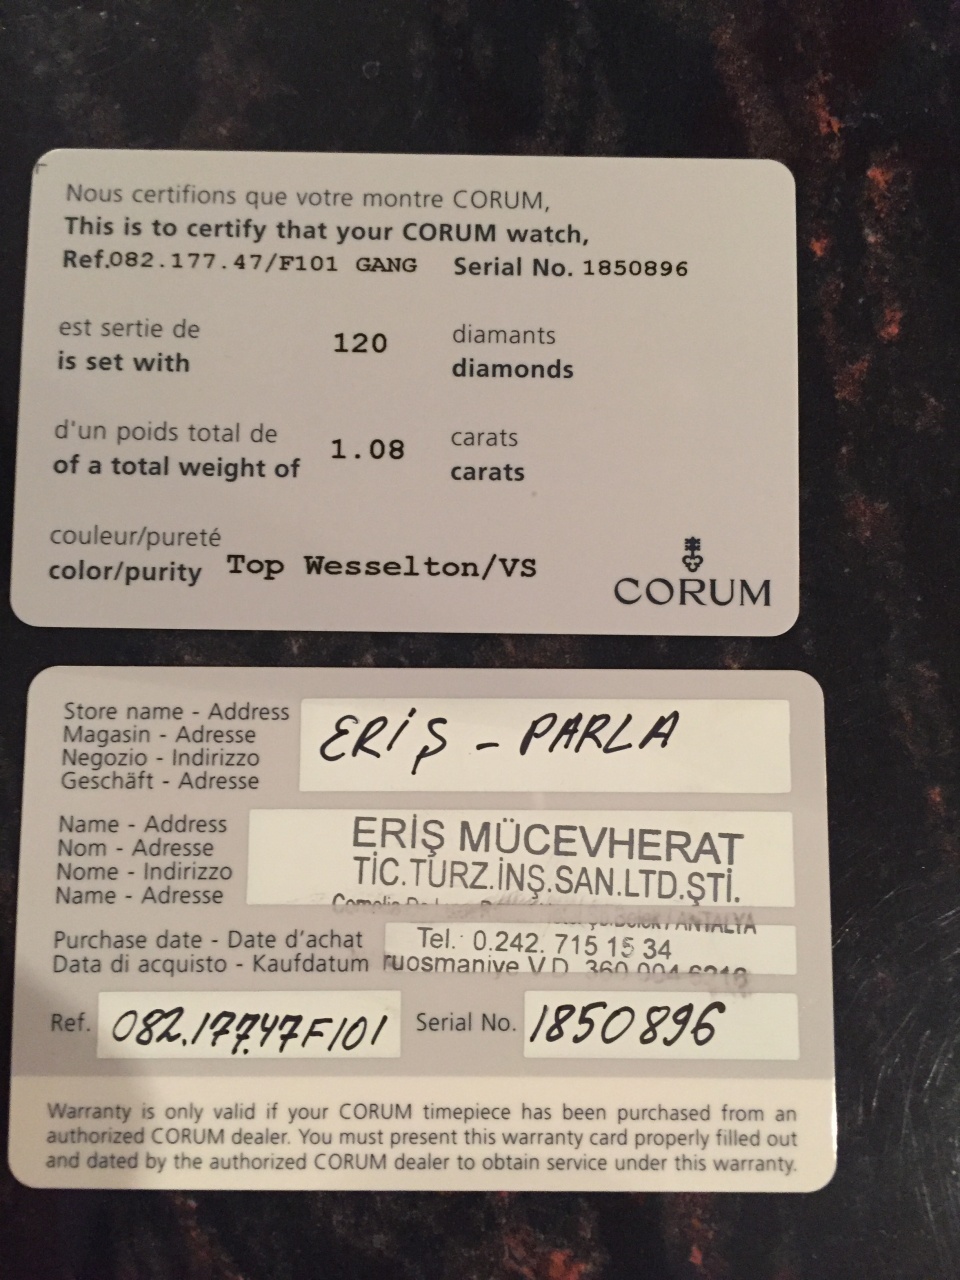 Nous certifions que votre montre CORUM,
This is to certify that your CORUM watch,
Ref.082.177.47/F101 GANG Serial No. 1850896
est sertie de
is set with
120
diamants
diamonds
d'un poids total de
of a total weight of
1.08
carats
carats
couleur/pureté
color/purity Top Wesselton/VS
CORUM
Store name - Address
Magasin - Adresse
Negozio - Indirizzo
Geschäft - Adresse
ERİŞ - PARLA
Name - Address
Nom - Adresse
Nome - Indirizzo
Name - Adresse
ERİŞ MÜCEVHERAT
TİC.TURZ.İNŞ.SAN.LTD.ŞTİ.
/ ANTALYA
Purchase date - Date d'achat
Data di acquisto - Kaufdatum
Tel.: 0.242. 715 15 34
ruosmaniye V.D. 360 004 6218
Ref. 082.177.47F101 Serial No. 1850896
Warranty is only valid if your CORUM timepiece has been purchased from an
authorized CORUM dealer. You must present this warranty card properly filled out
and dated by the authorized CORUM dealer to obtain service under this warranty.